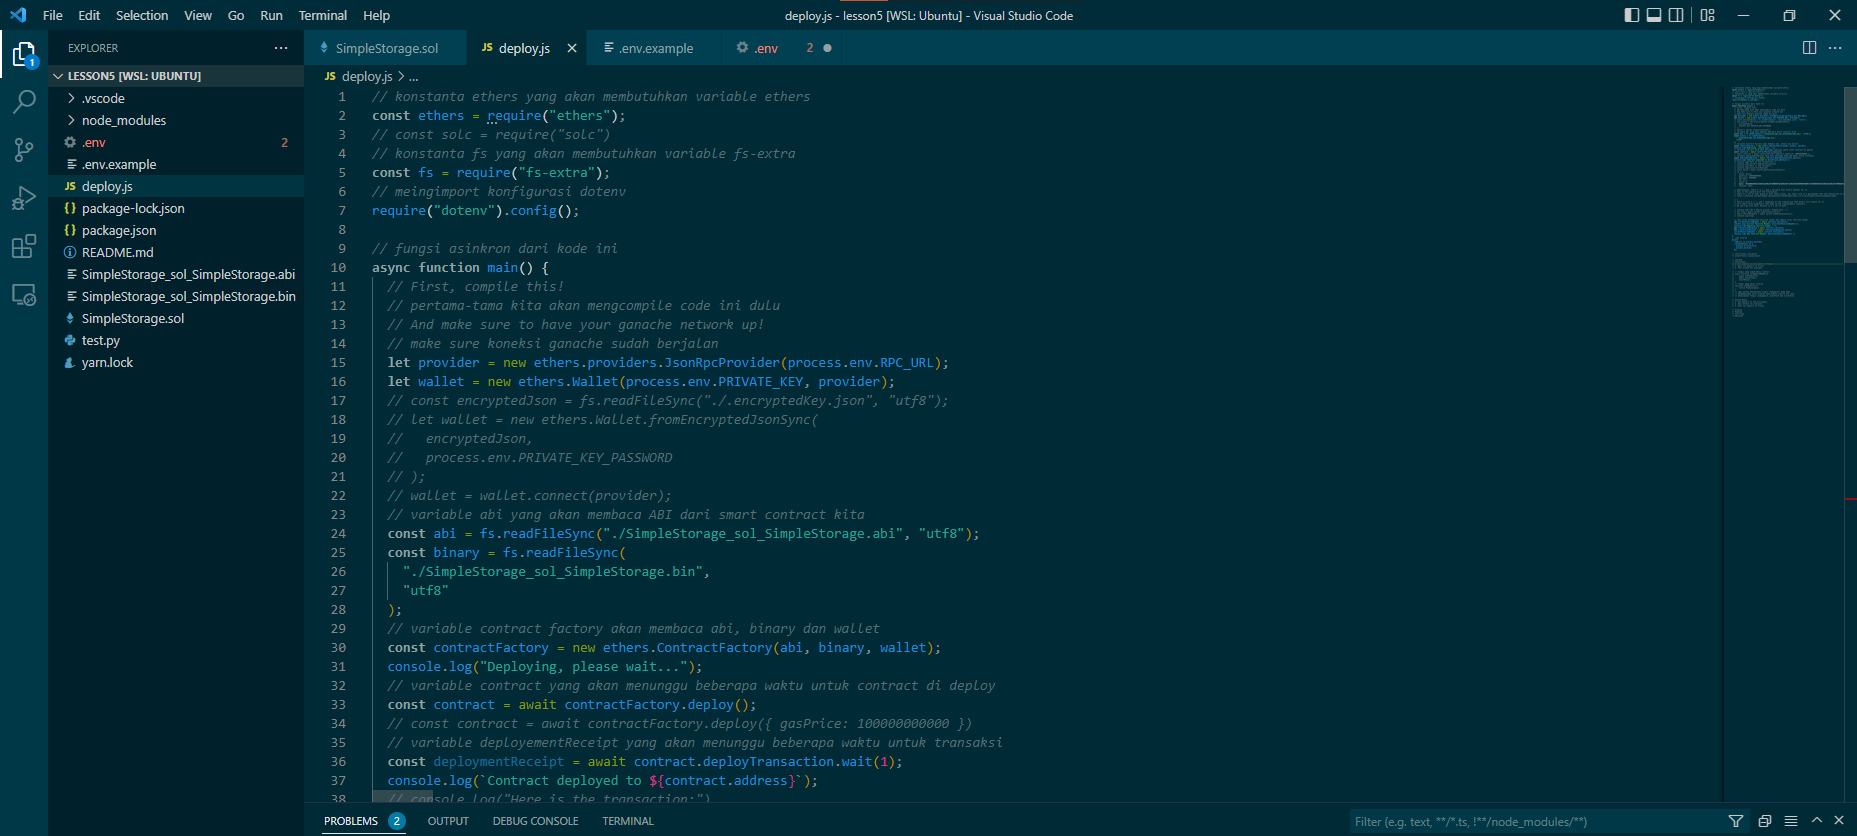 File Edit Selection View Go Run Terminal Help
deploy.js - lesson5 [WSL: Ubuntu] - Visual Studio Code
1
EXPLORER
LESSON5 [WSL: UBUNTU]
.vscode
node_modules
.env 2
.env.example
JS deploy.js
{} package-lock.json
{} package.json
README.md
SimpleStorage_sol_SimpleStorage.abi
SimpleStorage_sol_SimpleStorage.bin
SimpleStorage.sol
test.py
yarn.lock
SimpleStorage.sol JS deploy.js .env.example .env 2
JS deploy.js > ...
1 // konstanta ethers yang akan membutuhkan variable ethers
2 const ethers = require("ethers");
3 // const solc = require("solc")
4 // konstanta fs yang akan membutuhkan variable fs-extra
5 const fs = require("fs-extra");
6 // meingimport konfigurasi dotenv
7 require("dotenv").config();
8
9 // fungsi asinkron dari kode ini
10 async function main() {
11 // First, compile this!
12 // pertama-tama kita akan mengcompile code ini dulu
13 // And make sure to have your ganache network up!
14 // make sure koneksi ganache sudah berjalan
15 let provider = new ethers.providers.JsonRpcProvider(process.env.RPC_URL);
16 let wallet = new ethers.Wallet(process.env.PRIVATE_KEY, provider);
17 // const encryptedJson = fs.readFileSync("./.encryptedKey.json", "utf8");
18 // let wallet = new ethers.Wallet.fromEncryptedJsonSync(
19 //   encryptedJson,
20 //   process.env.PRIVATE_KEY_PASSWORD
21 // );
22 // wallet = wallet.connect(provider);
23 // variable abi yang akan membaca ABI dari smart contract kita
24 const abi = fs.readFileSync("./SimpleStorage_sol_SimpleStorage.abi", "utf8");
25 const binary = fs.readFileSync(
26 "./SimpleStorage_sol_SimpleStorage.bin",
27 "utf8"
28 );
29 // variable contract factory akan membaca abi, binary dan wallet
30 const contractFactory = new ethers.ContractFactory(abi, binary, wallet);
31 console.log("Deploying, please wait...");
32 // variable contract yang akan menunggu beberapa waktu untuk contract di deploy
33 const contract = await contractFactory.deploy();
34 // const contract = await contractFactory.deploy({ gasPrice: 100000000000 })
35 // variable deployementReceipt yang akan menunggu beberapa waktu untuk transaksi
36 const deploymentReceipt = await contract.deployTransaction.wait(1);
37 console.log(`Contract deployed to ${contract.address}`);
38 // console.log("Here is the transaction:")
PROBLEMS 2 OUTPUT DEBUG CONSOLE TERMINAL
Filter (e.g. text, **/*.ts, !**/node_modules/**)